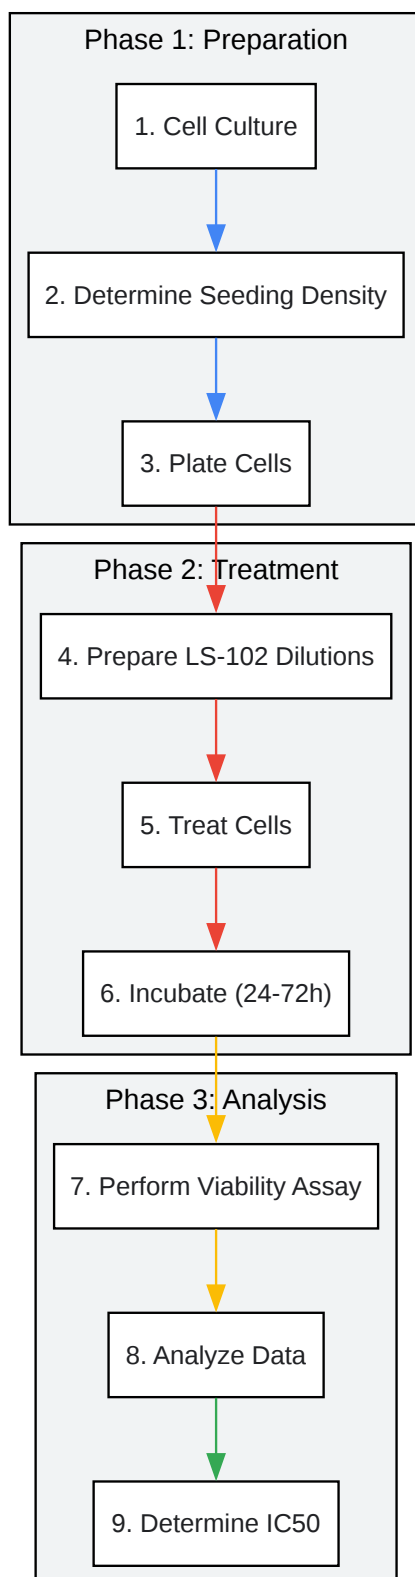 Phase 1: Preparation
1. Cell Culture
2. Determine Seeding Density
3. Plate Cells
Phase 2: Treatment
4. Prepare LS-102 Dilutions
5. Treat Cells
6. Incubate (24-72h)
Phase 3: Analysis
7. Perform Viability Assay
8. Analyze Data
9. Determine IC50